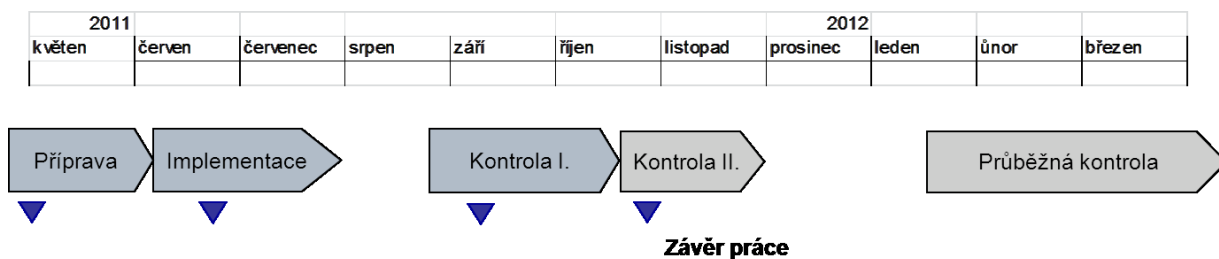 2011 2012
květen červen červenec srpen září říjen listopad prosinec leden ůnor březen
Příprava Implementace Kontrola I. Kontrola II. Průběžná kontrola
Závěr práce